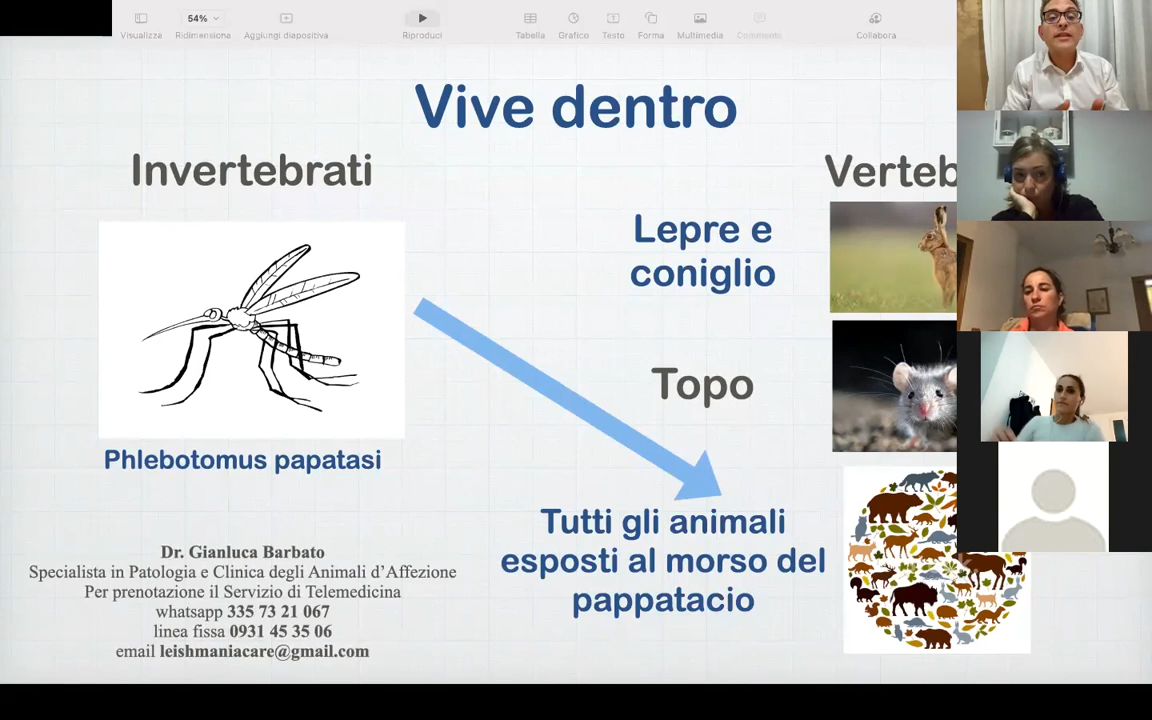 54%
Visualizza
Ridimensiona
Aggiungi diapositiva
Riproduci
Tabella
Grafico
Testo
Forma
Multimedia
Commento
Collabora
Vive dentro
Invertebrati
Verteb
Lepre e
coniglio
Topo
Phlebotomus papatasi
Tutti gli animali
esposti al morso del
pappatacio
Dr. Gianluca Barbato
Specialista in Patologia e Clinica degli Animali d'Affezione
Per prenotazione il Servizio di Telemedicina
whatsapp 335 73 21 067
linea fissa 0931 45 35 06
email leishmaniacare@gmail.com